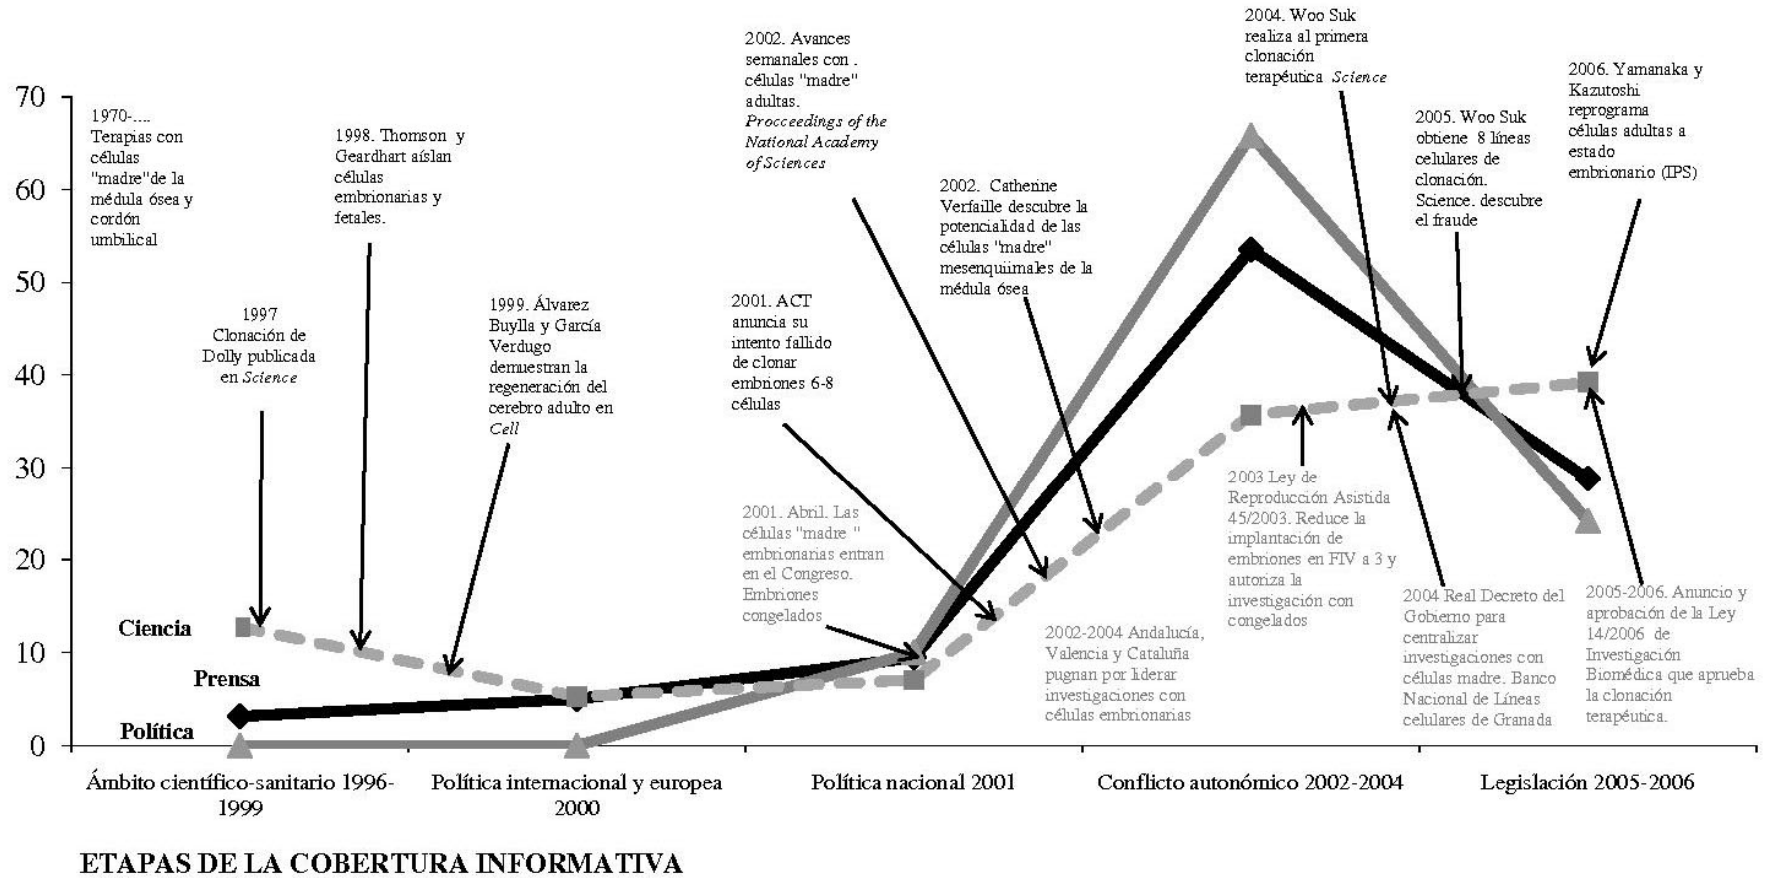 70
60
50
40
30
20
10
0
1970-....
Terapias con
células
"madre"de la
médula ósea y
cordón
umbilical
1997
Clonación de
Dolly publicada
en Science
1998. Thomson y
Geardhart aíslan
células
embrionarias y
fetales.
1999. Álvarez
Buylla y García
Verdugo
demuestran la
regeneración del
cerebro adulto en
Cell
2001. ACT
anuncia su
intento fallido
de clonar
embriones 6-8
células
2001. Abril. Las
células "madre "
embrionarias entran
en el Congreso.
Embriones
congelados
2002. Avances
semanales con .
células "madre"
adultas.
Procceedings of the
National Academy
of Sciences
2002. Catherine
Verfaille descubre la
potencialidad de las
células "madre"
mesenquiimales de la
médula ósea
2002-2004 Andalucía,
Valencia y Cataluña
pugnan por liderar
investigaciones con
células embrionarias
2003 Ley de
Reproducción Asistida
45/2003. Reduce la
implantación de
embriones en FIV a 3 y
autoriza la
investigación con
congelados
2004. Woo Suk
realiza al primera
clonación
terapéutica Science
2004 Real Decreto del
Gobierno para
centralizar
investigaciones con
células madre. Banco
Nacional de Líneas
celulares de Granada
2005. Woo Suk
obtiene 8 líneas
celulares de
clonación.
Science. descubre
el fraude
2006. Yamanaka y
Kazutoshi
reprograma
células adultas a
estado
embrionario (IPS)
2005-2006. Anuncio y
aprobación de la Ley
14/2006 de
Investigación
Biomédica que aprueba
la clonación
terapéutica.
Ciencia
Prensa
Política
Ámbito científico-sanitario 1996-
1999
Política internacional y europea
2000
Política nacional 2001
Conflicto autonómico 2002-2004
Legislación 2005-2006
ETAPAS DE LA COBERTURA INFORMATIVA